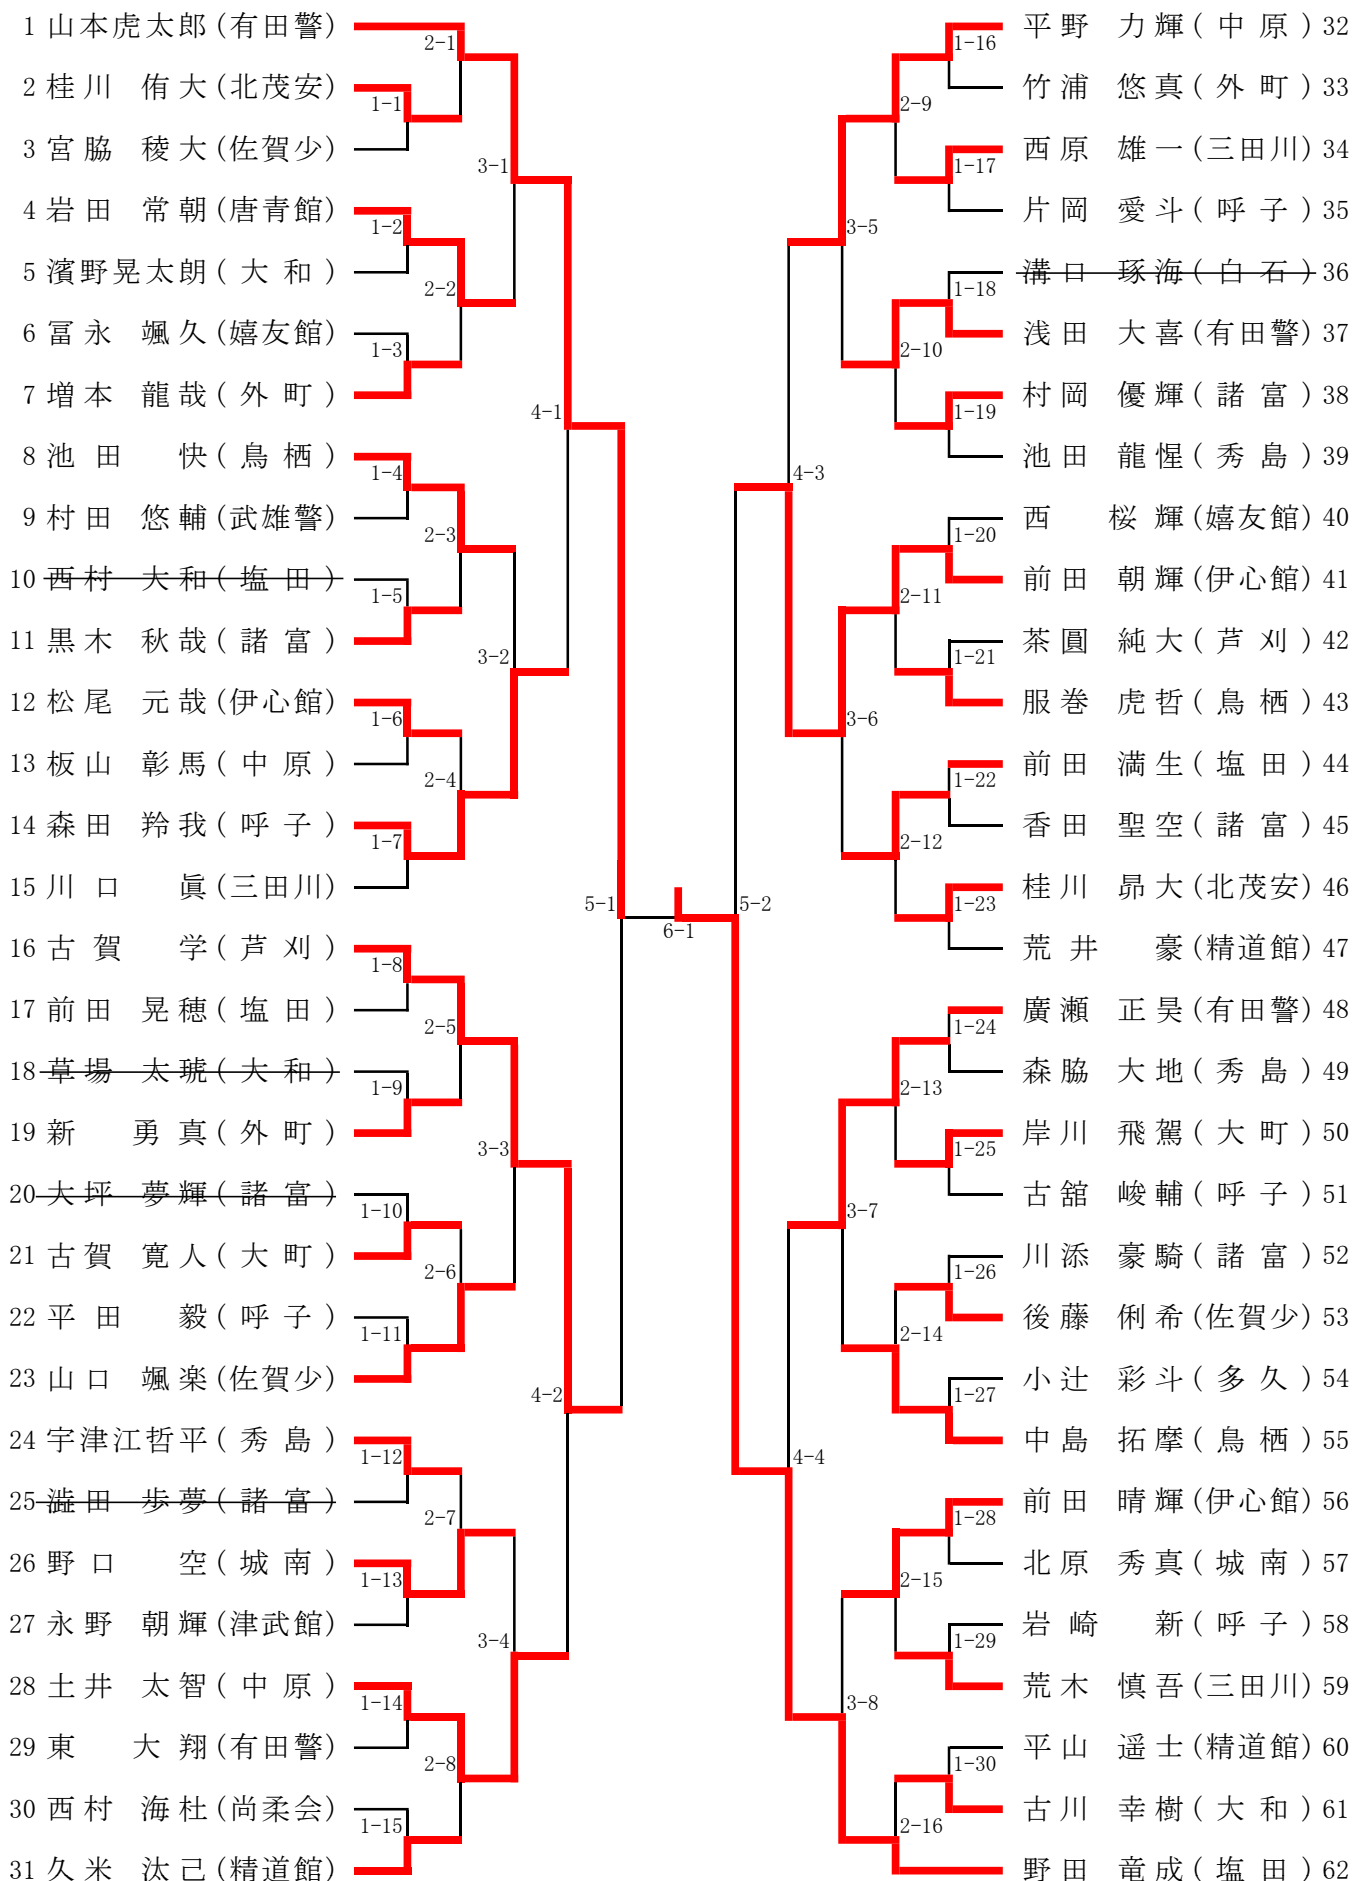 1 山本虎太郎(有田警)
2 桂川 侑大(北茂安)
3 宮脇 稜大(佐賀少)
4 岩田 常朝(唐青館)
5 濱野晃太朗(大和)
6 冨永 颯久(嬉友館)
7 増本 龍哉(外町)
8 池田 快(鳥栖)
9 村田 悠輔(武雄警)
10 西村 大和(塩田)
11 黒木 秋哉(諸富)
12 松尾 元哉(伊心館)
13 板山 彰馬(中原)
14 森田 羚我(呼子)
15 川口 眞(三田川)
16 古賀 学(芦刈)
17 前田 晃穂(塩田)
18 草場 太琥(大和)
19 新 勇真(外町)
20 大坪 夢輝(諸富)
21 古賀 寛人(大町)
22 平田 毅(呼子)
23 山口 颯楽(佐賀少)
24 宇津江哲平(秀島)
25 澁田 歩夢(諸富)
26 野口 空(城南)
27 永野 朝輝(津武館)
28 土井 太智(中原)
29 東 大翔(有田警)
30 西村 海杜(尚柔会)
31 久米 汰己(精道館)
1-1
1-2
1-3
1-4
1-5
1-6
1-7
1-8
1-9
1-10
1-11
1-12
1-13
1-14
1-15
2-1
2-2
2-3
2-4
2-5
2-6
2-7
2-8
3-1
3-2
3-3
3-4
4-1
4-2
5-1
6-1
5-2
4-3
4-4
3-5
3-6
3-7
3-8
2-9
2-10
2-11
2-12
2-13
2-14
2-15
2-16
1-16
1-17
1-18
1-19
1-20
1-21
1-22
1-23
1-24
1-25
1-26
1-27
1-28
1-29
1-30
平野 力輝(中原)32
竹浦 悠真(外町)33
西原 雄一(三田川)34
片岡 愛斗(呼子)35
溝口 琢海(白石)36
浅田 大喜(有田警)37
村岡 優輝(諸富)38
池田 龍惺(秀島)39
西 桜輝(嬉友館)40
前田 朝輝(伊心館)41
茶圓 純大(芦刈)42
服巻 虎哲(鳥栖)43
前田 満生(塩田)44
香田 聖空(諸富)45
桂川 昴大(北茂安)46
荒井 豪(精道館)47
廣瀬 正昊(有田警)48
森脇 大地(秀島)49
岸川 飛駕(大町)50
古舘 峻輔(呼子)51
川添 豪騎(諸富)52
後藤 俐希(佐賀少)53
小辻 彩斗(多久)54
中島 拓摩(鳥栖)55
前田 晴輝(伊心館)56
北原 秀真(城南)57
岩崎 新(呼子)58
荒木 慎吾(三田川)59
平山 遥士(精道館)60
古川 幸樹(大和)61
野田 竜成(塩田)62